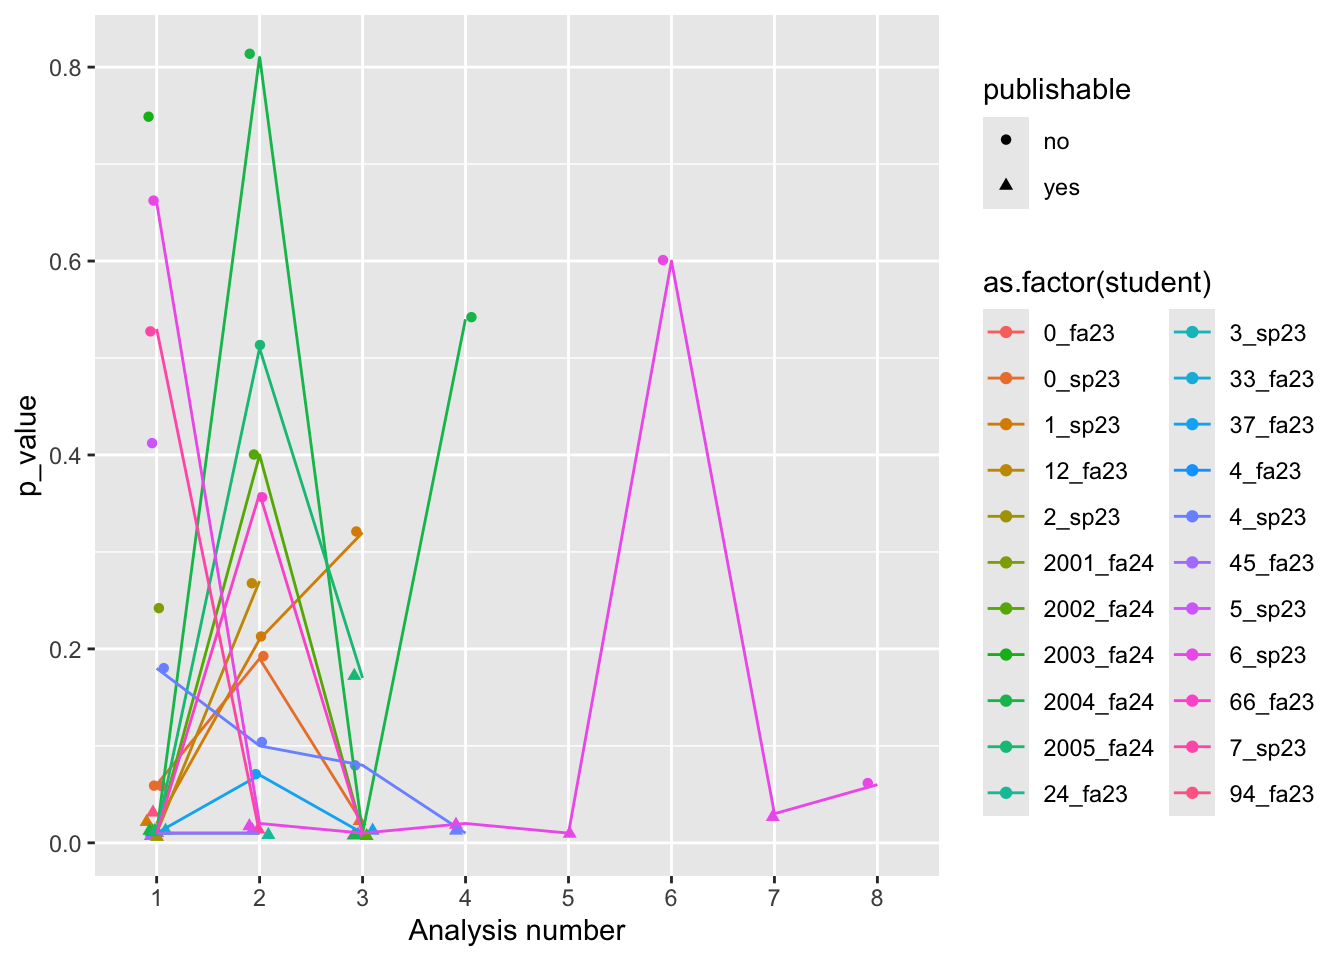 0.8
0.6
0.4
0.2
0.0
p_value
1 2 3 4 5 6 7 8
Analysis number
publishable
no
yes
as.factor(student)
0_fa23
0_sp23
1_sp23
12_fa23
2_sp23
2001_fa24
2002_fa24
2003_fa24
2004_fa24
2005_fa24
24_fa23
3_sp23
33_fa23
37_fa23
4_fa23
4_sp23
45_fa23
5_sp23
6_sp23
66_fa23
7_sp23
94_fa23